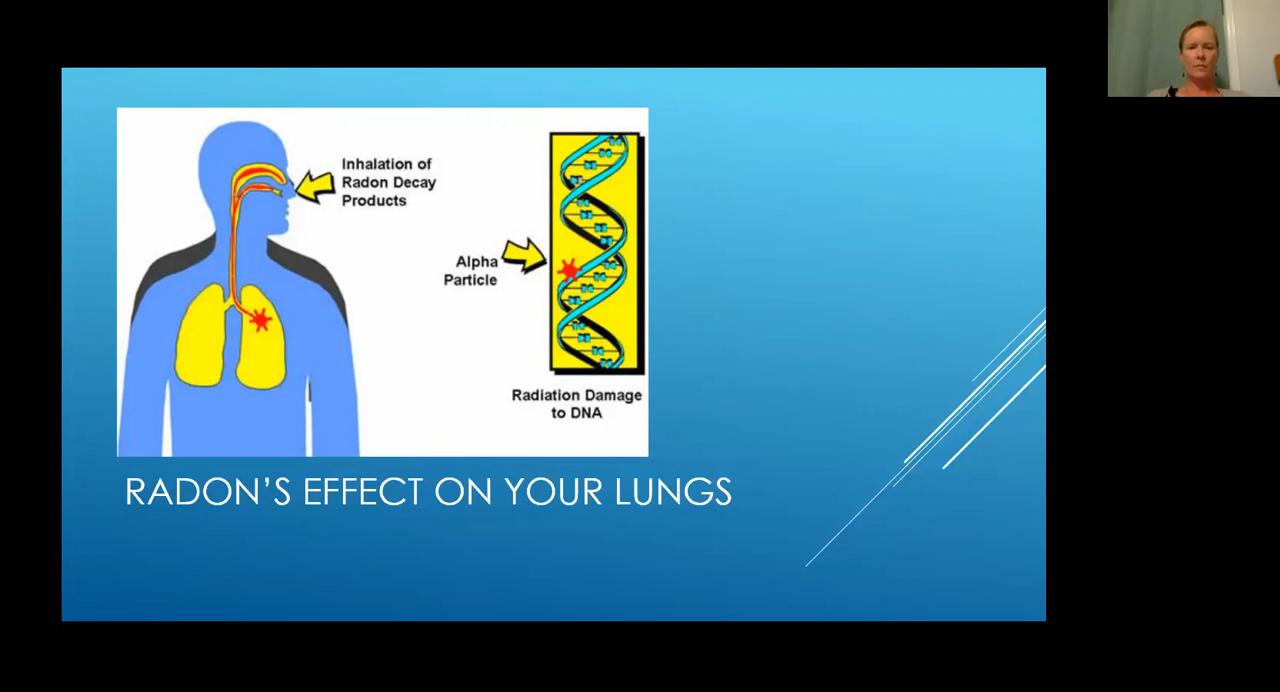 Inhalation of
Radon Decay
Products
Alpha
Particle
Radiation Damage
to DNA
RADON'S EFFECT ON YOUR LUNGS